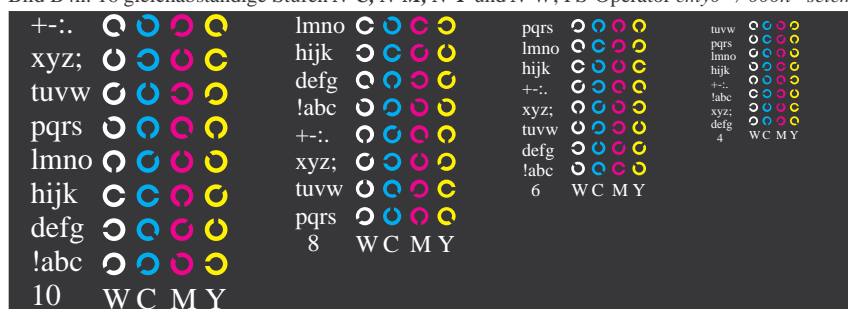 Bild B4In: 16 gleichabständige Stufen N-C, N-M, N-Y und N-W; PS-Operator cmy0* / 000n* setcm
+-:.
xyz;
tuvw
pqrs
lmno
hijk
defg
!abc
10 W C M Y
lmno
hijk
defg
!abc
+-:.
xyz;
tuvw
pqrs
8 W C M Y
pqrs
lmno
hijk
+-:.
xyz;
tuvw
defg
!abc
6 W C M Y
tuvw
pqrs
lmno
hijk
+-:.
!abc
xyz;
defg
4 W C M Y